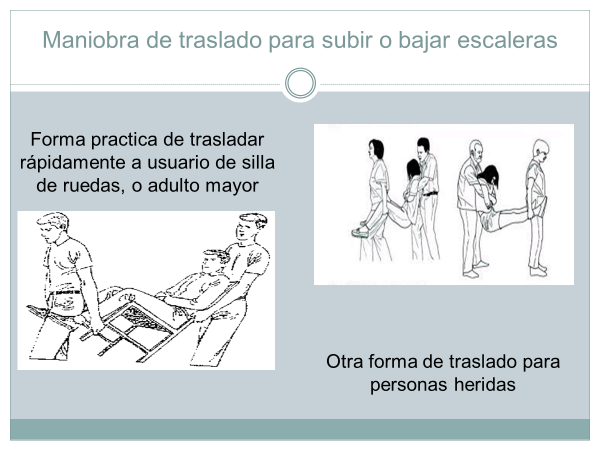 Maniobra de traslado para subir o bajar escaleras
Forma practica de trasladar
rápidamente a usuario de silla
de ruedas, o adulto mayor
Otra forma de traslado para
personas heridas